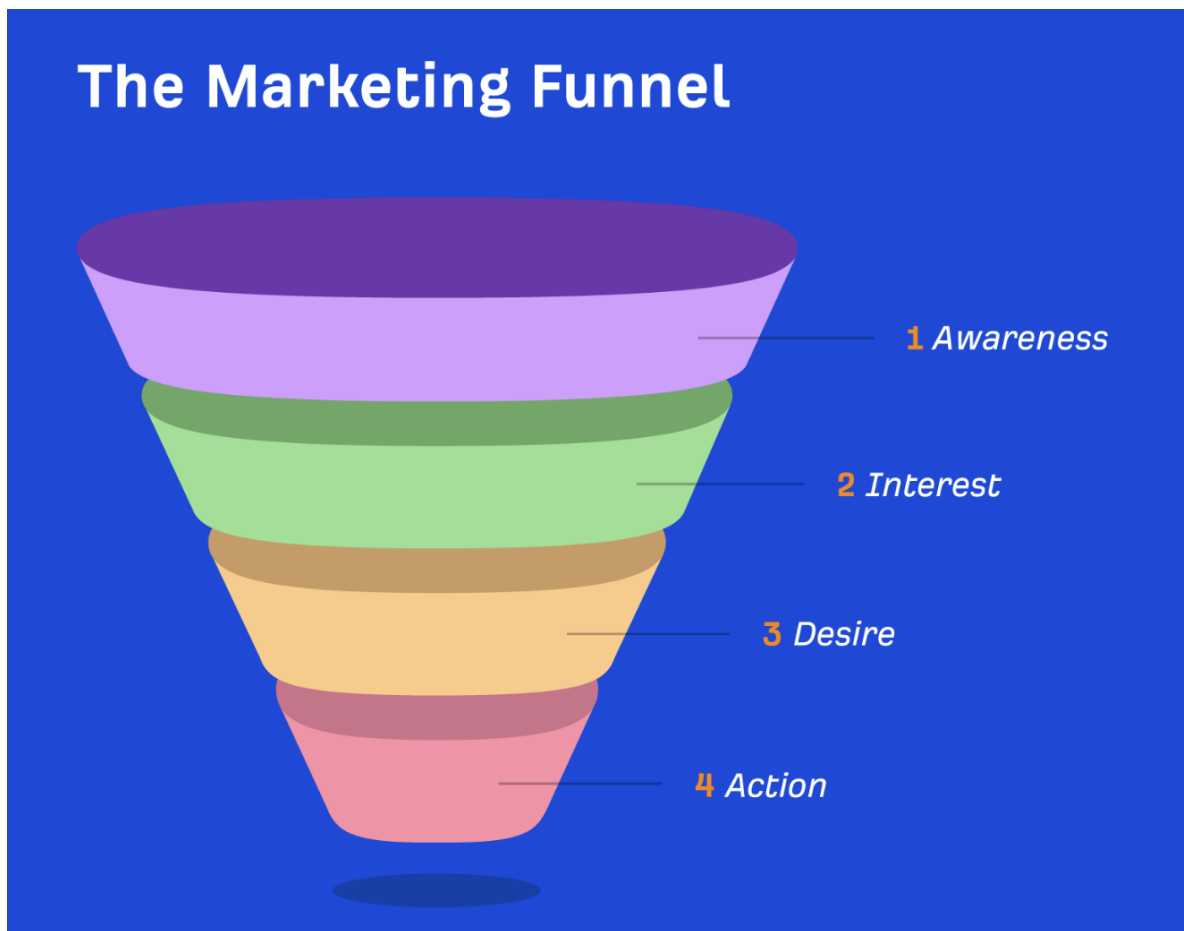 The Marketing Funnel
1 Awareness
2 Interest
3 Desire
4 Action